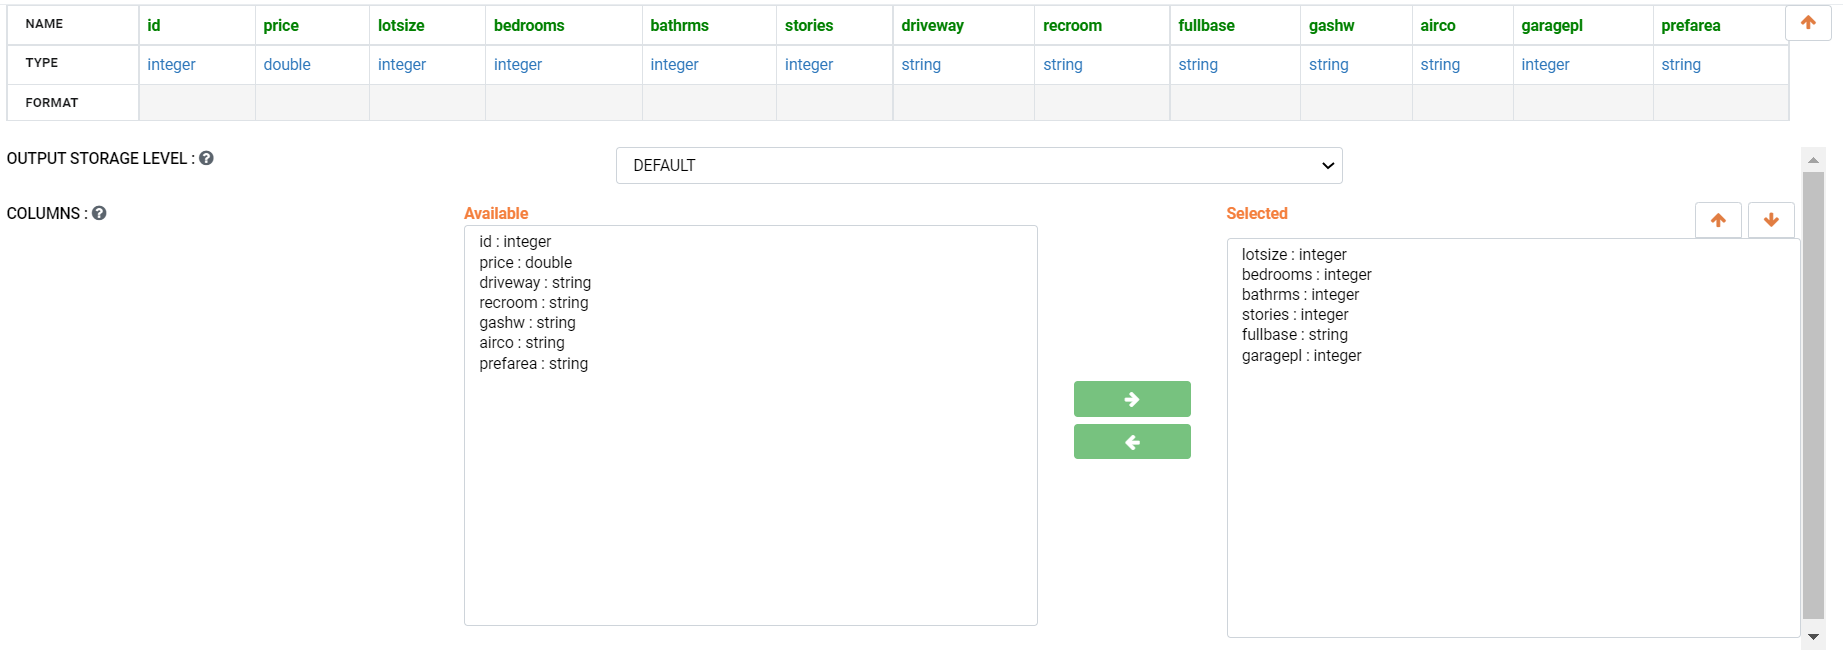 NAME id price lotsize bedrooms bathrms stories driveway recroom fullbase gashw airco garagepl prefarea
TYPE integer double integer integer integer integer string string string string string integer string
FORMAT
OUTPUT STORAGE LEVEL :
DEFAULT
COLUMNS :
Available
id : integer
price : double
driveway : string
recroom : string
gashw : string
airco : string
prefarea : string
Selected
lotsize : integer
bedrooms : integer
bathrms : integer
stories : integer
fullbase : string
garagepl : integer